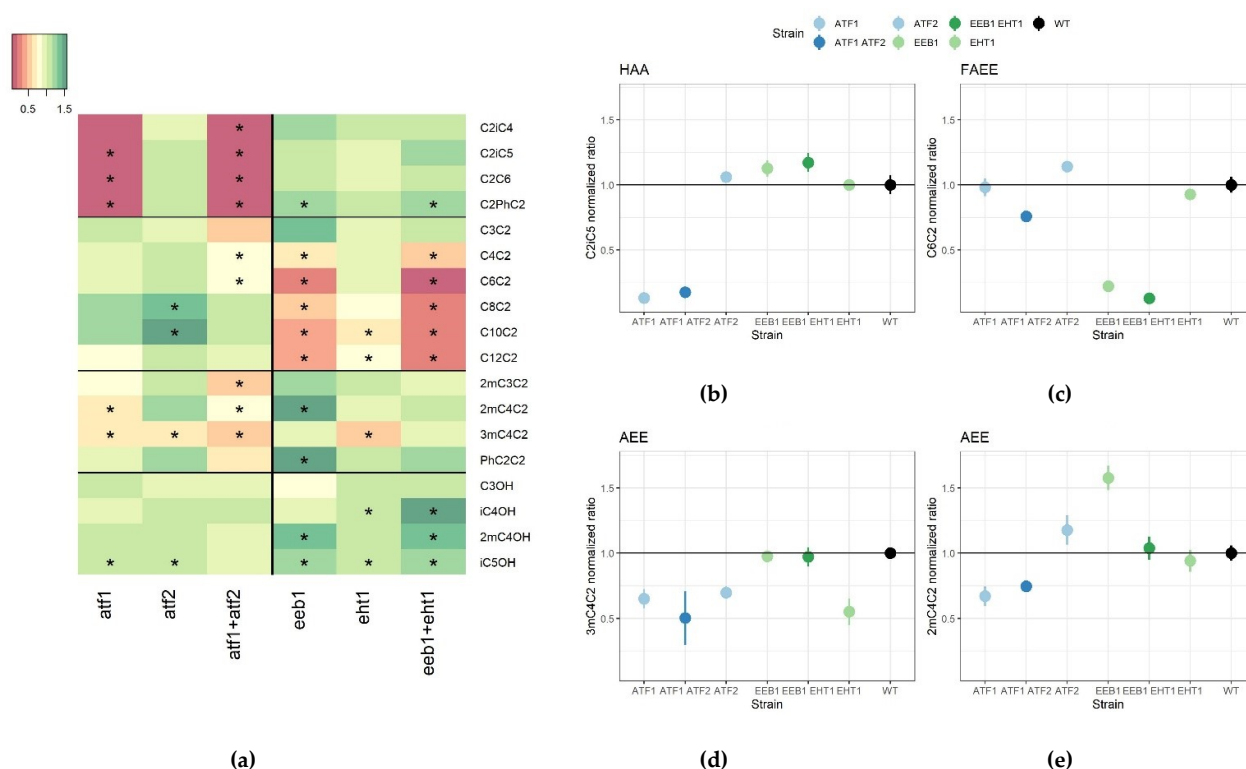 0.5 1.5
C2iC4
* * C2iC5
* * C2C6
* * * * C2PhC2
C3C2
* * * C4C2
* * * C6C2
* * * C8C2
* * * * C10C2
* * * C12C2
* 2mC3C2
* * * 2mC4C2
* * * * 3mC4C2
* PhC2C2
C3OH
* * iC4OH
* * 2mC4OH
* * * * * iC5OH
atf1 atf2 atf1+atf2 eeb1 eht1 eeb1+eht1
(a)
Strain
ATF1 ATF2 EEB1 EHT1 WT
ATF1 ATF2 EEB1 EHT1
HAA
C2iC5 normalized ratio
1.5
1.0
0.5
ATF1 ATF1 ATF2 ATF2 EEB1 EEB1 EHT1 EHT1 WT
Strain
(b)
FAEE
C6C2 normalized ratio
1.5
1.0
0.5
ATF1 ATF1 ATF2 ATF2 EEB1 EEB1 EHT1 EHT1 WT
Strain
(c)
AEE
3mC4C2 normalized ratio
1.5
1.0
0.5
ATF1 ATF1 ATF2 ATF2 EEB1 EEB1 EHT1 EHT1 WT
Strain
(d)
AEE
2mC4C2 normalized ratio
1.5
1.0
0.5
ATF1 ATF1 ATF2 ATF2 EEB1 EEB1 EHT1 EHT1 WT
Strain
(e)